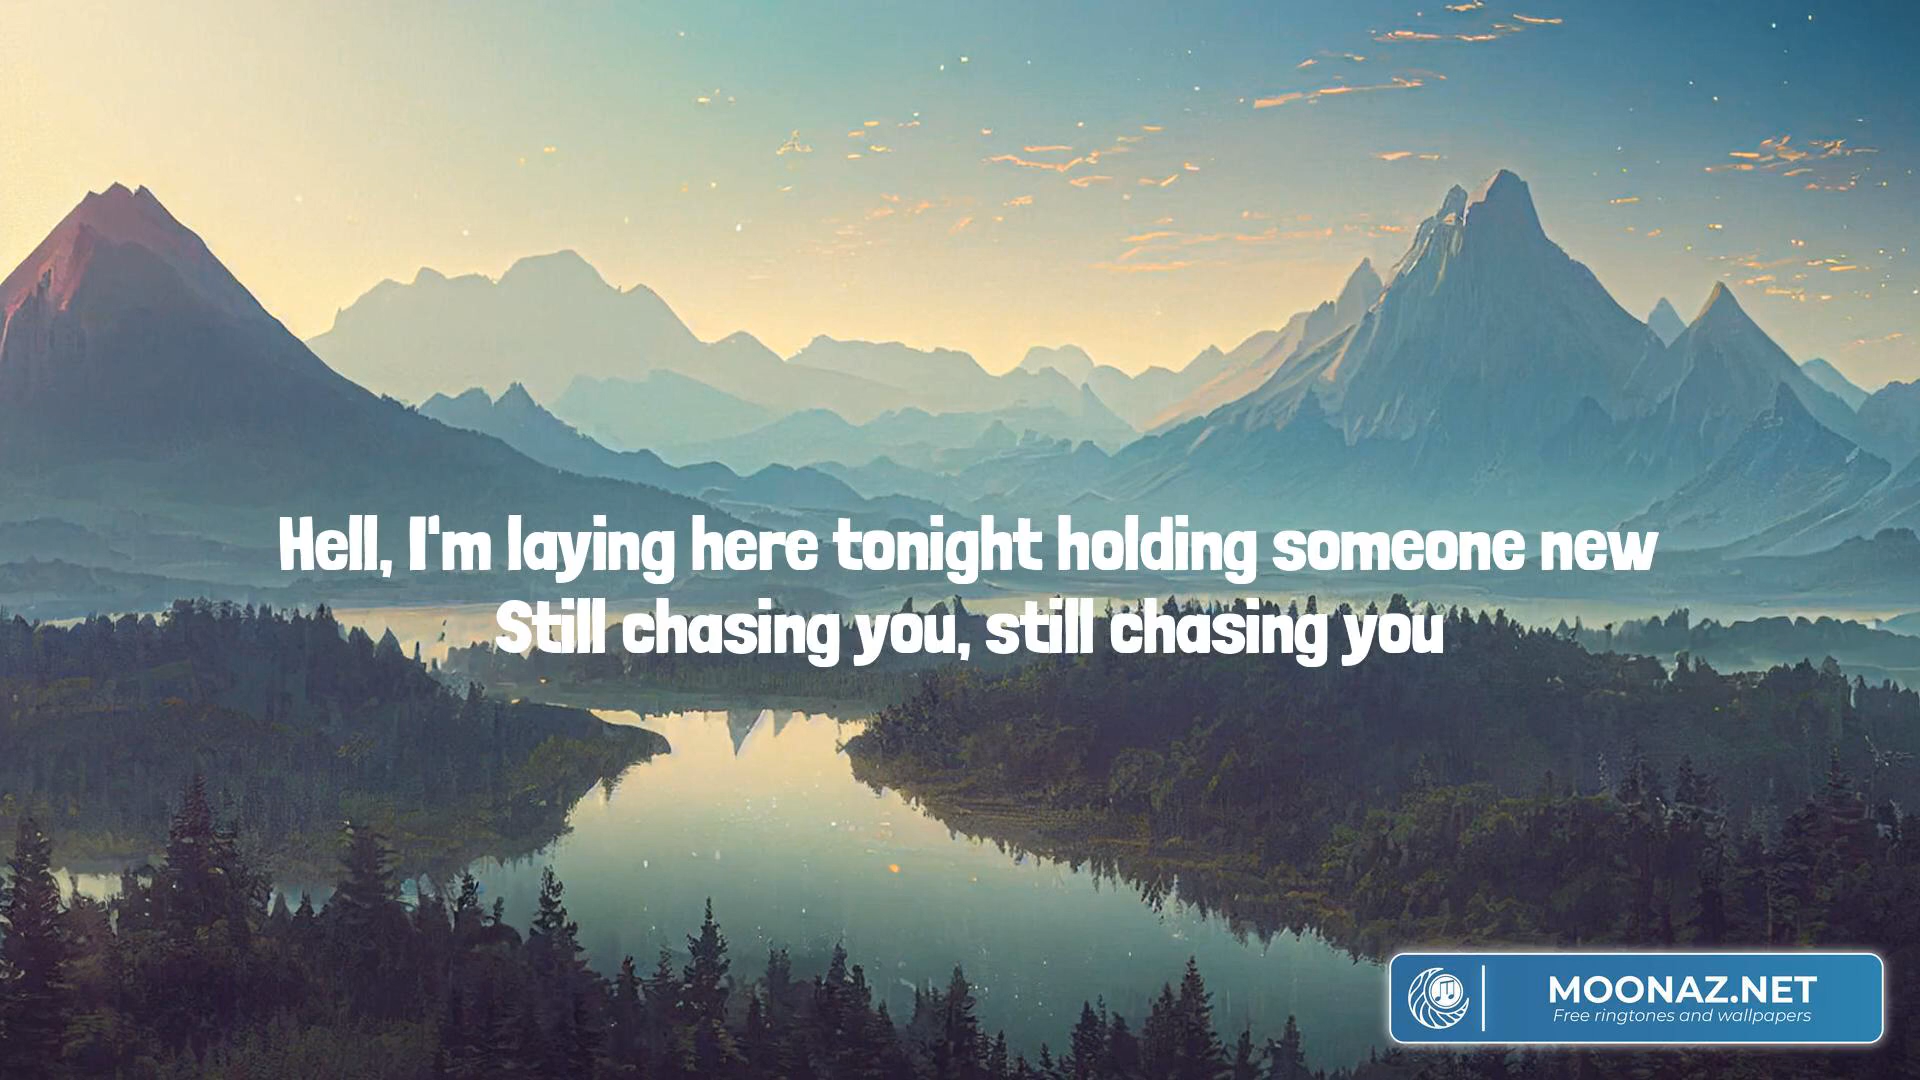 Hell, I'm laying here tonight holding someone new
Still chasing you, still chasing you
MOONAZ.NET
Free ringtones and wallpapers